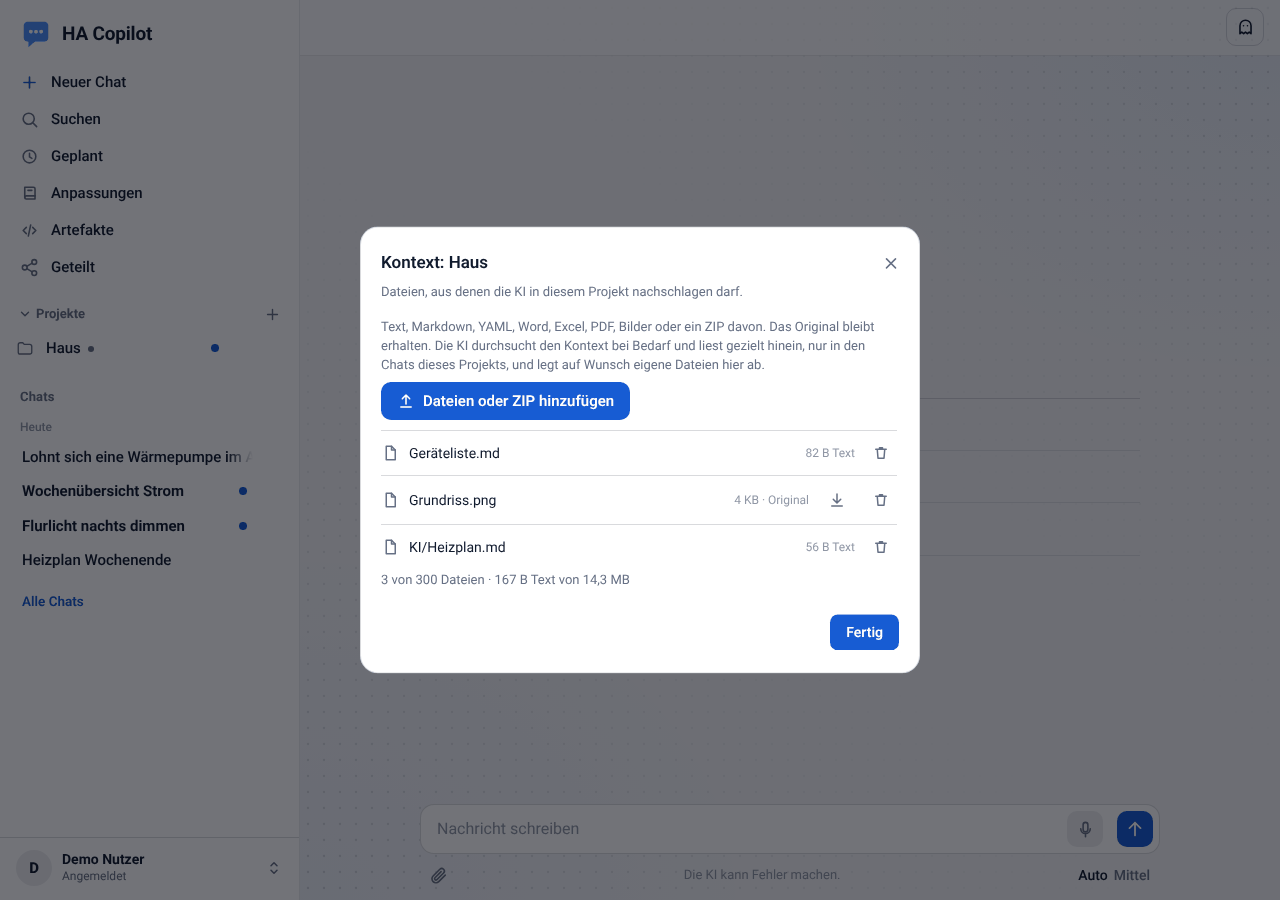 HA Copilot
Neuer Chat
Suchen
Geplant
Anpassungen
Artefakte
Geteilt
Projekte
Haus
Chats
Heute
Lohnt sich eine Wärmepumpe im
Wochenübersicht Strom
Flurlicht nachts dimmen
Heizplan Wochenende
Alle Chats
D
Demo Nutzer
Angemeldet
Kontext: Haus
Dateien, aus denen die KI in diesem Projekt nachschlagen darf.
Text, Markdown, YAML, Word, Excel, PDF, Bilder oder ein ZIP davon. Das Original bleibt
erhalten. Die KI durchsucht den Kontext bei Bedarf und liest gezielt hinein, nur in den
Chats dieses Projekts, und legt auf Wunsch eigene Dateien hier ab.
Dateien oder ZIP hinzufügen
Geräteliste.md 82 B Text
Grundriss.png 4 KB · Original
KI/Heizplan.md 56 B Text
3 von 300 Dateien · 167 B Text von 14,3 MB
Fertig
Nachricht schreiben
Die KI kann Fehler machen.
Auto Mittel